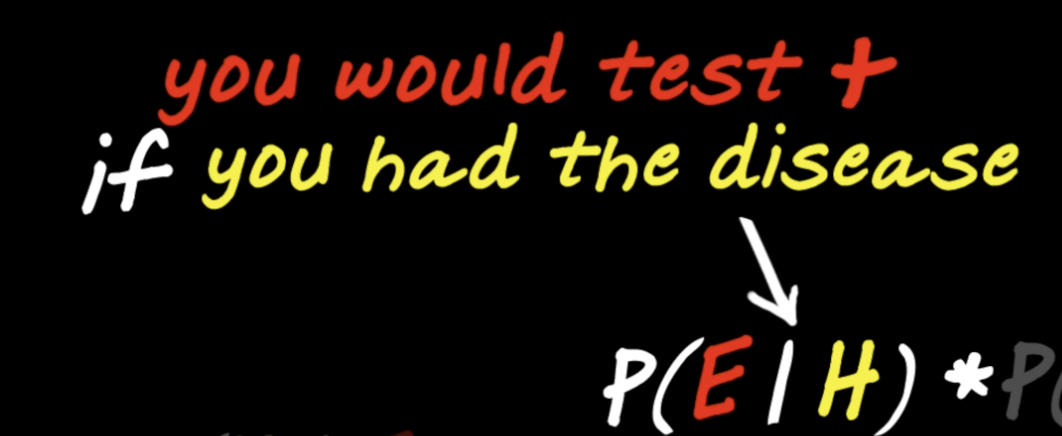 you would test +
if you had the disease
P(E|H) * P(